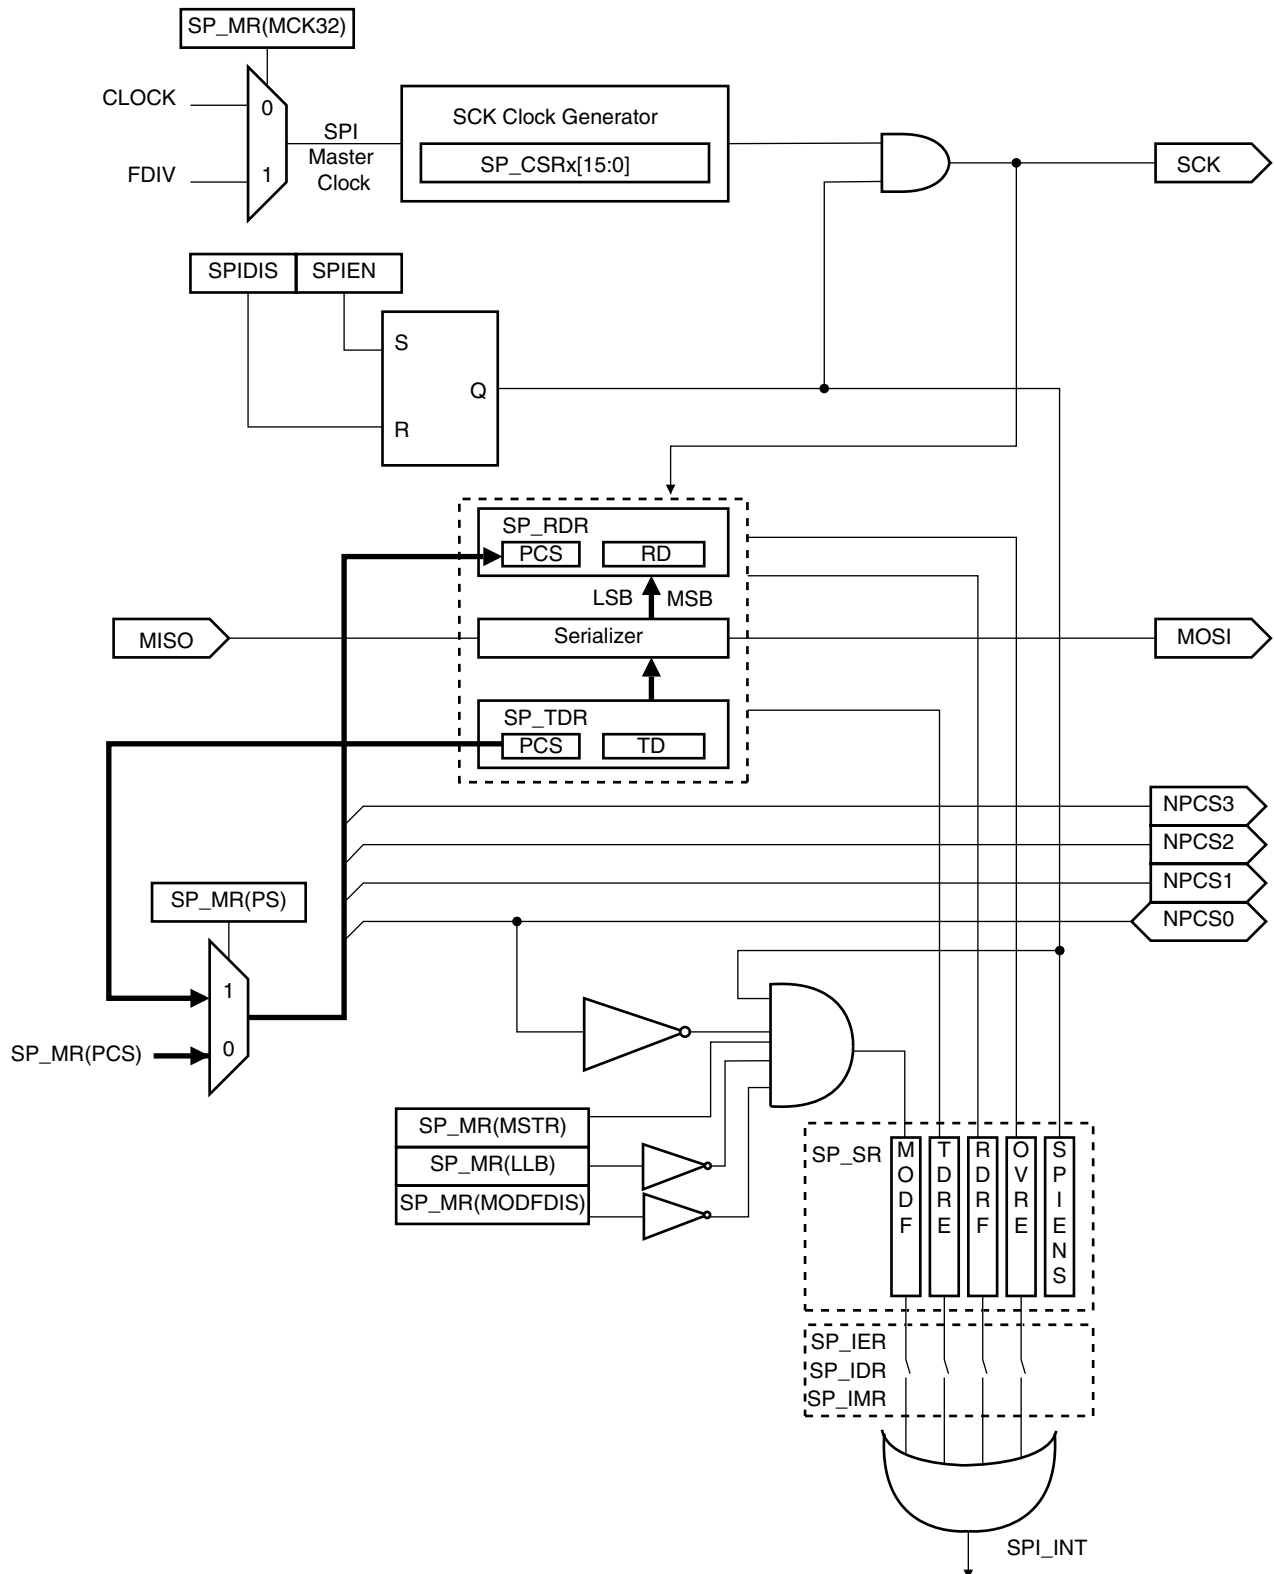 SP_MR(MCK32)
CLOCK
0
SPI
Master
Clock
FDIV
1
SCK Clock Generator
SP_CSRx[15:0]
SCK
SPIDIS
SPIEN
S
Q
R
SP_RDR
PCS
RD
LSB
MSB
MISO
Serializer
MOSI
SP_TDR
PCS
TD
NPCS3
NPCS2
NPCS1
NPCS0
SP_MR(PS)
1
0
SP_MR(PCS)
SP_MR(MSTR)
SP_MR(LLB)
SP_MR(MODFDIS)
SP_SR
MODF
TDRE
RDRF
OVRE
SPIENS
SP_IER
SP_IDR
SP_IMR
SPI_INT